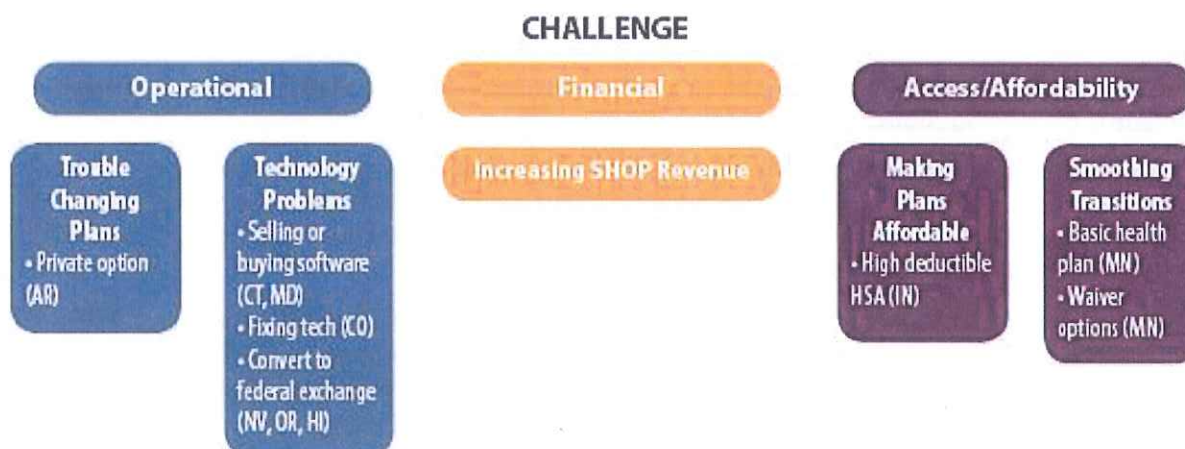 CHALLENGE
Operational
Financial
Access/Affordability
Trouble
Changing
Plans
• Private option
(AR)
Technology
Problems
• Selling or
buying software
(CT, MD)
• Fixing tech (CO)
• Convert to
federal exchange
(NV, OR, HI)
Increasing SHOP Revenue
Making
Plans
Affordable
• High deductible
HSA (IN)
Smoothing
Transitions
• Basic health
plan (MN)
• Waiver
options (MN)